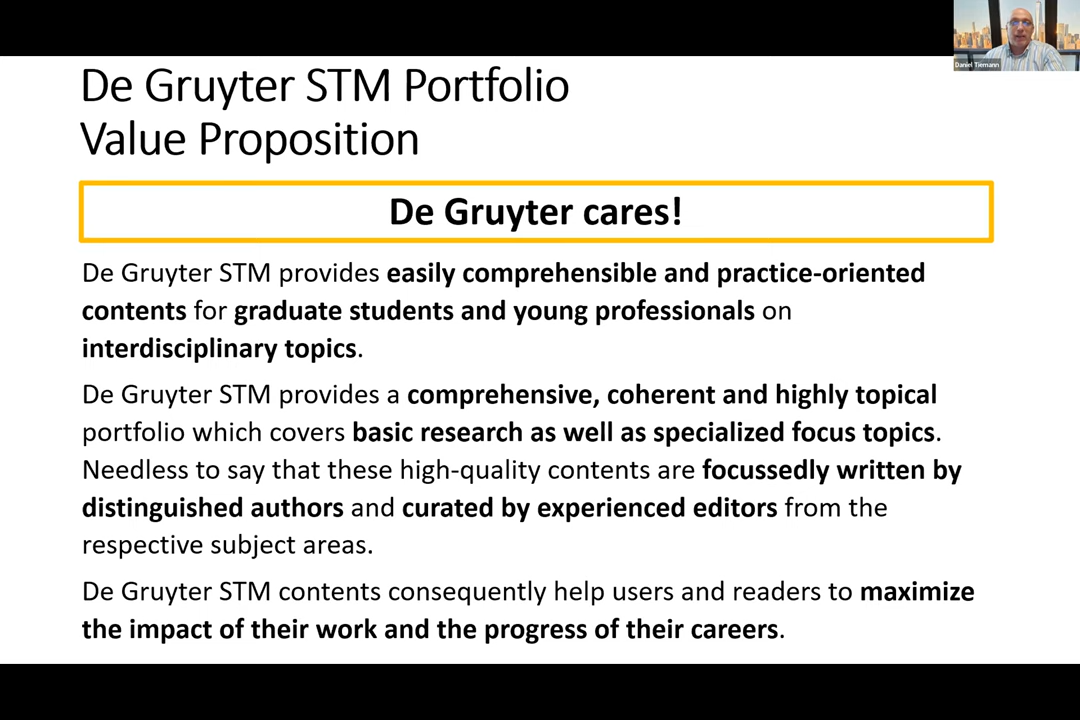 Daniel Tiemann
De Gruyter STM Portfolio
Value Proposition
De Gruyter cares!
De Gruyter STM provides easily comprehensible and practice-oriented
contents for graduate students and young professionals on
interdisciplinary topics.
De Gruyter STM provides a comprehensive, coherent and highly topical
portfolio which covers basic research as well as specialized focus topics.
Needless to say that these high-quality contents are focussedly written by
distinguished authors and curated by experienced editors from the
respective subject areas.
De Gruyter STM contents consequently help users and readers to maximize
the impact of their work and the progress of their careers.